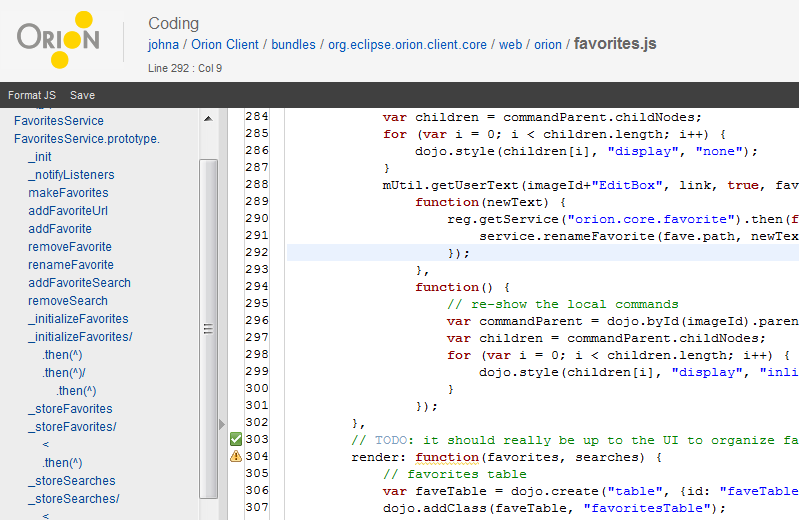 ORION
Coding
johna / Orion Client / bundles / org.eclipse.orion.client.core / web / orion / favorites.js
Line 292 : Col 9
Format JS Save
FavoritesService
FavoritesService.prototype.
_init
_notifyListeners
makeFavorites
addFavoriteUrl
addFavorite
removeFavorite
renameFavorite
addFavoriteSearch
removeSearch
_initializeFavorites
_initializeFavorites/
.then(^)
.then(^)/
.then(^)
_storeFavorites
_storeFavorites/
<
.then(^)
_storeSearches
_storeSearches/
<
284 var children = commandParent.childNodes;
285 for (var i = 0; i < children.length; i++) {
286 dojo.style(children[i], "display", "none");
287 }
288 mUtil.getUserText(imageId+"EditBox", link, true, fav
289 function(newText) {
290 reg.getService("orion.core.favorite").then(f
291 service.renameFavorite(fave.path, newTex
292 });
293 },
294 function() {
295 // re-show the local commands
296 var commandParent = dojo.byId(imageId).paren
297 var children = commandParent.childNodes;
298 for (var i = 0; i < children.length; i++) {
299 dojo.style(children[i], "display", "inli
300 }
301 });
302 },
303 // TODO: it should really be up to the UI to organize fa
304 render: function(favorites, searches) {
305 // favorites table
306 var faveTable = dojo.create("table", {id: "faveTable
307 dojo.addClass(faveTable, "favoritesTable");